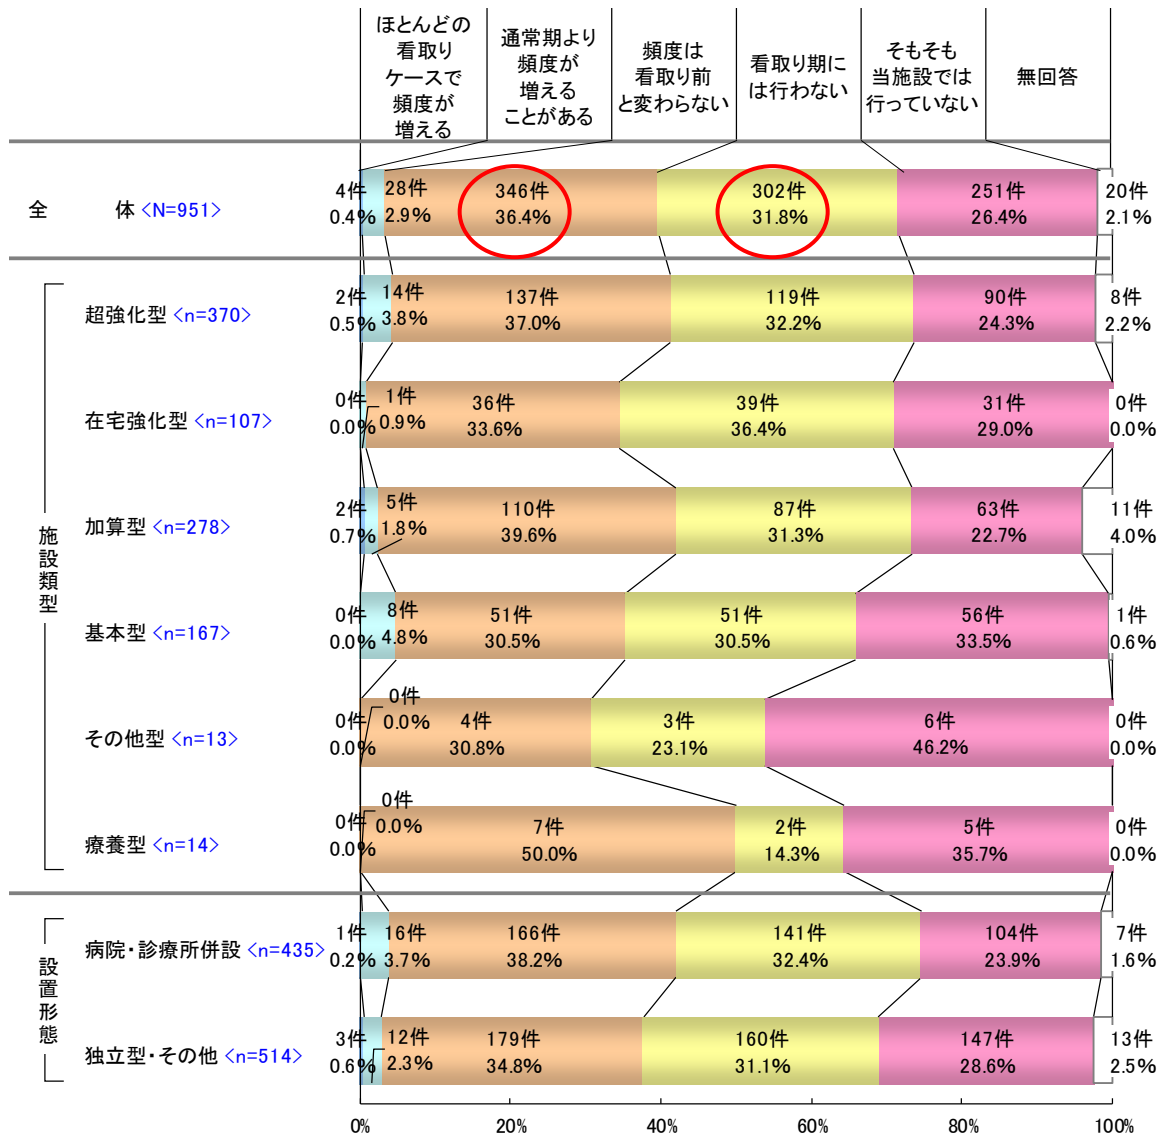 ほとんどの
看取り
ケースで
頻度が
増える
通常期より
頻度が
増える
ことがある
頻度は
看取り前
と変わらない
看取り期に
は行わない
そもそも
当施設では
行っていない
無回答
全 体 <N=951>
4件 28件 346件 302件 251件 20件
0.4% 2.9% 36.4% 31.8% 26.4% 2.1%
施設類型
超強化型 <n=370>
2件 14件 137件 119件 90件 8件
0.5% 3.8% 37.0% 32.2% 24.3% 2.2%
在宅強化型 <n=107>
0件 1件 36件 39件 31件 0件
0.0% 0.9% 33.6% 36.4% 29.0% 0.0%
加算型 <n=278>
2件 5件 110件 87件 63件 11件
0.7% 1.8% 39.6% 31.3% 22.7% 4.0%
基本型 <n=167>
0件 8件 51件 51件 56件 1件
0.0% 4.8% 30.5% 30.5% 33.5% 0.6%
その他型 <n=13>
0件 0件 4件 3件 6件 0件
0.0% 0.0% 30.8% 23.1% 46.2% 0.0%
療養型 <n=14>
0件 0件 7件 2件 5件 0件
0.0% 0.0% 50.0% 14.3% 35.7% 0.0%
設置形態
病院・診療所併設 <n=435>
1件 16件 166件 141件 104件 7件
0.2% 3.7% 38.2% 32.4% 23.9% 1.6%
独立型・その他 <n=514>
3件 12件 179件 160件 147件 13件
0.6% 2.3% 34.8% 31.1% 28.6% 2.5%
0% 20% 40% 60% 80% 100%